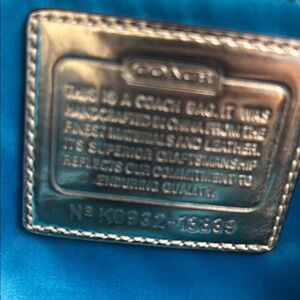 COACH
THIS IS A COACH BAG. IT WAS
HANDCRAFTED IN CHINA FROM THE
FINEST MATERIALS AND LEATHER.
ITS SUPERIOR CRAFTSMANSHIP
REFLECTS OUR COMMITMENT TO
ENDURING QUALITY.
Nº K0932-13839